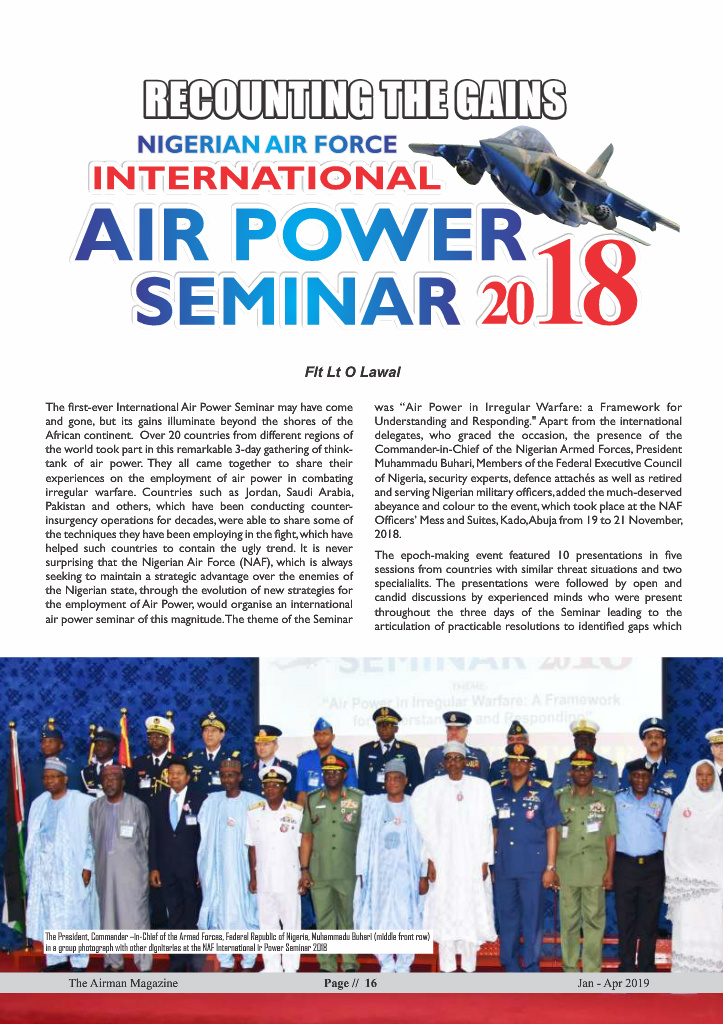 RECOUNTING THE GAINS
NIGERIAN AIR FORCE
INTERNATIONAL
AIR POWER
SEMINAR 2018
Flt Lt O Lawal
The first-ever International Air Power Seminar may have come
and gone, but its gains illuminate beyond the shores of the
African continent. Over 20 countries from different regions of
the world took part in this remarkable 3-day gathering of think-
tank of air power. They all came together to share their
experiences on the employment of air power in combating
irregular warfare. Countries such as Jordan, Saudi Arabia,
Pakistan and others, which have been conducting counter-
insurgency operations for decades, were able to share some of
the techniques they have been employing in the fight, which have
helped such countries to contain the ugly trend. It is never
surprising that the Nigerian Air Force (NAF), which is always
seeking to maintain a strategic advantage over the enemies of
the Nigerian state, through the evolution of new strategies for
the employment of Air Power, would organise an international
air power seminar of this magnitude. The theme of the Seminar
was “Air Power in Irregular Warfare: a Framework for
Understanding and Responding." Apart from the international
delegates, who graced the occasion, the presence of the
Commander-in-Chief of the Nigerian Armed Forces, President
Muhammadu Buhari, Members of the Federal Executive Council
of Nigeria, security experts, defence attachés as well as retired
and serving Nigerian military officers, added the much-deserved
abeyance and colour to the event, which took place at the NAF
Officers’ Mess and Suites, Kado, Abuja from 19 to 21 November,
2018.
The epoch-making event featured 10 presentations in five
sessions from countries with similar threat situations and two
specialialits. The presentations were followed by open and
candid discussions by experienced minds who were present
throughout the three days of the Seminar leading to the
articulation of practicable resolutions to identified gaps which
SEMINAR 2018
THEME:
“Air Power in Irregular Warfare: A Framework
for Understanding and Responding”
The President, Commander –in-Chief of the Armed Forces, Federal Republic of Nigeria, Muhammadu Buhari (middle front row)
in a group photograph with other digniteries at the NAF International Ir Power Seminar 2018
The Airman Magazine
Page // 16
Jan - Apr 2019